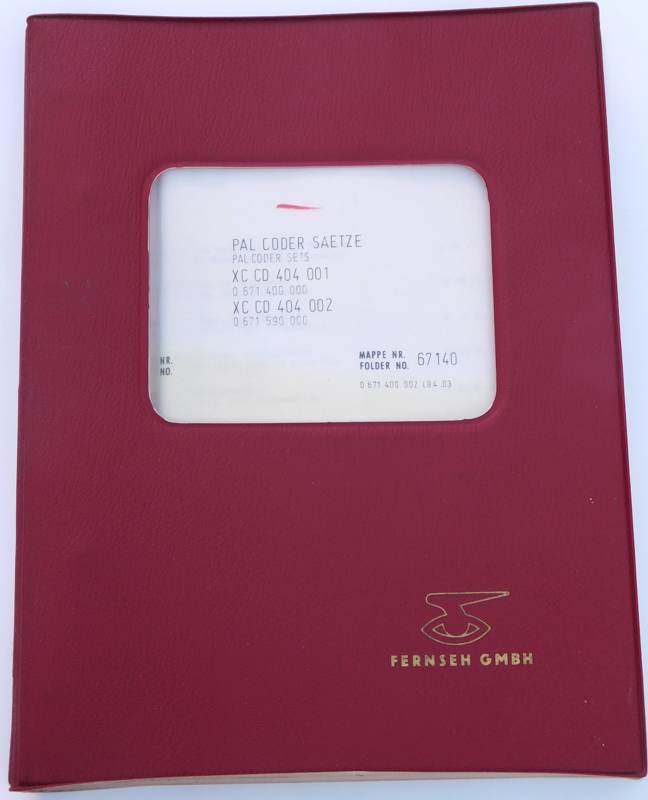 PAL CODER SAETZE
PAL CODER SETS
XC CD 404 001
0 671 400 000
XC CD 404 002
0 671 590 000
NR.
NO.
MAPPE NR.
FOLDER NO. 67140
0 671 400 002 LB4.03
FERNSEH GMBH